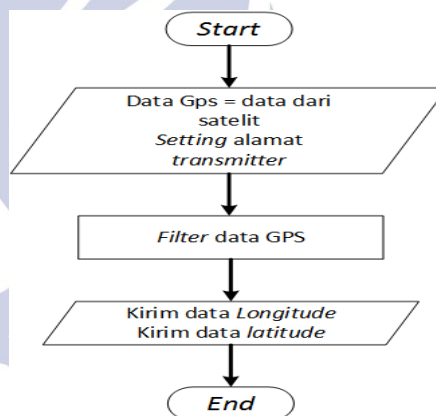 Start
Data Gps = data dari
satelit
Setting alamat
transmitter
Filter data GPS
Kirim data Longitude
Kirim data latitude
End